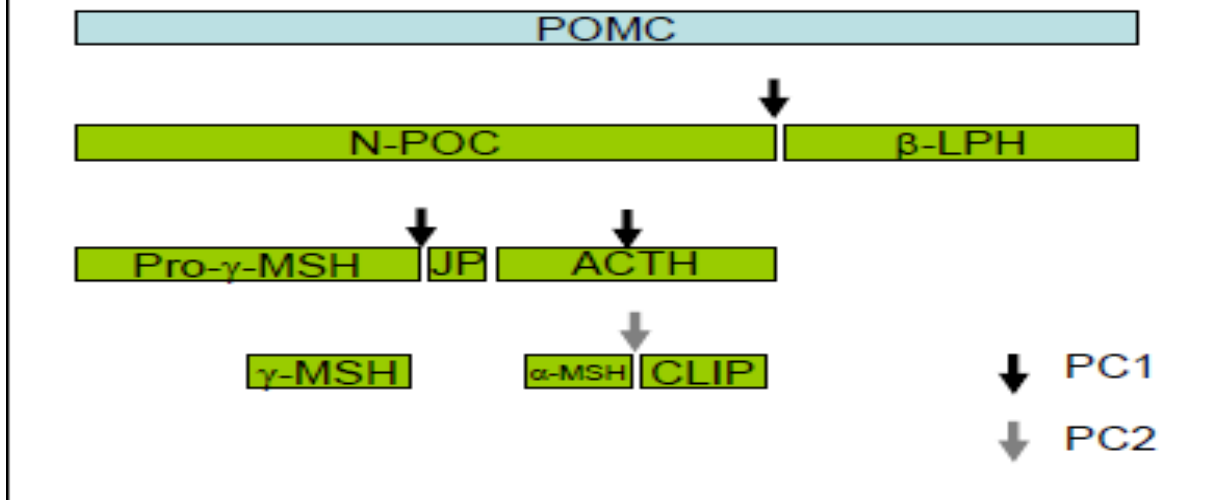 POMC
N-POC β-LPH
Pro-γ-MSH JP ACTH
γ-MSH α-MSH CLIP
PC1
PC2